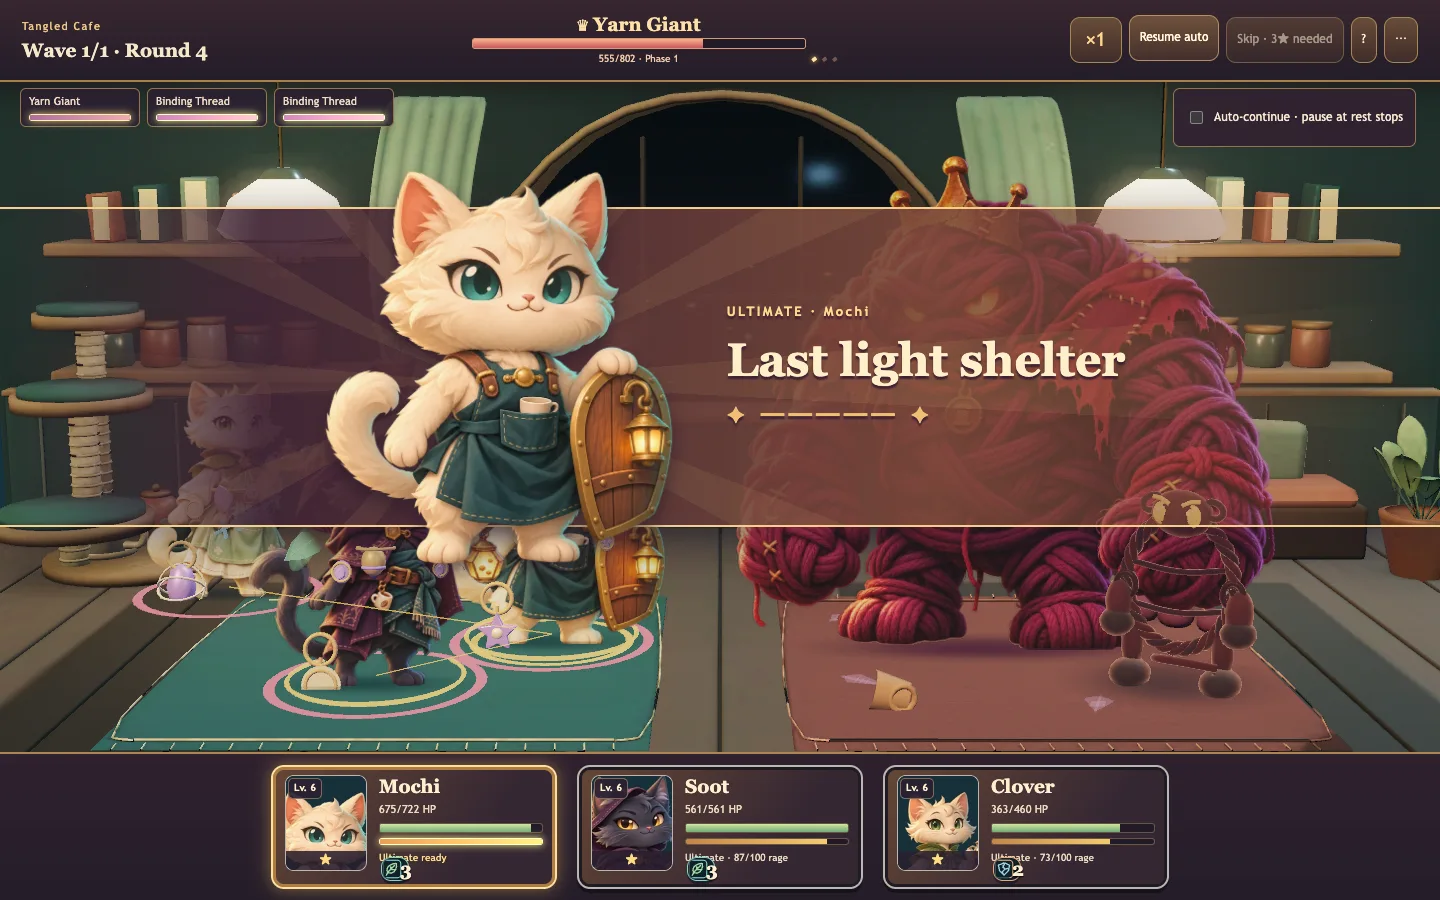 Tangled Cafe
Wave 1/1 · Round 4
♛ Yarn Giant
555/802 · Phase 1
×1
Resume auto
Skip · 3★ needed
?
...
Yarn Giant
Binding Thread
Binding Thread
Auto-continue · pause at rest stops
ULTIMATE · Mochi
Last light shelter
Lv. 6
Mochi
675/722 HP
Ultimate ready
3
Lv. 6
Soot
561/561 HP
Ultimate · 87/100 rage
3
Lv. 6
Clover
363/460 HP
Ultimate · 73/100 rage
2